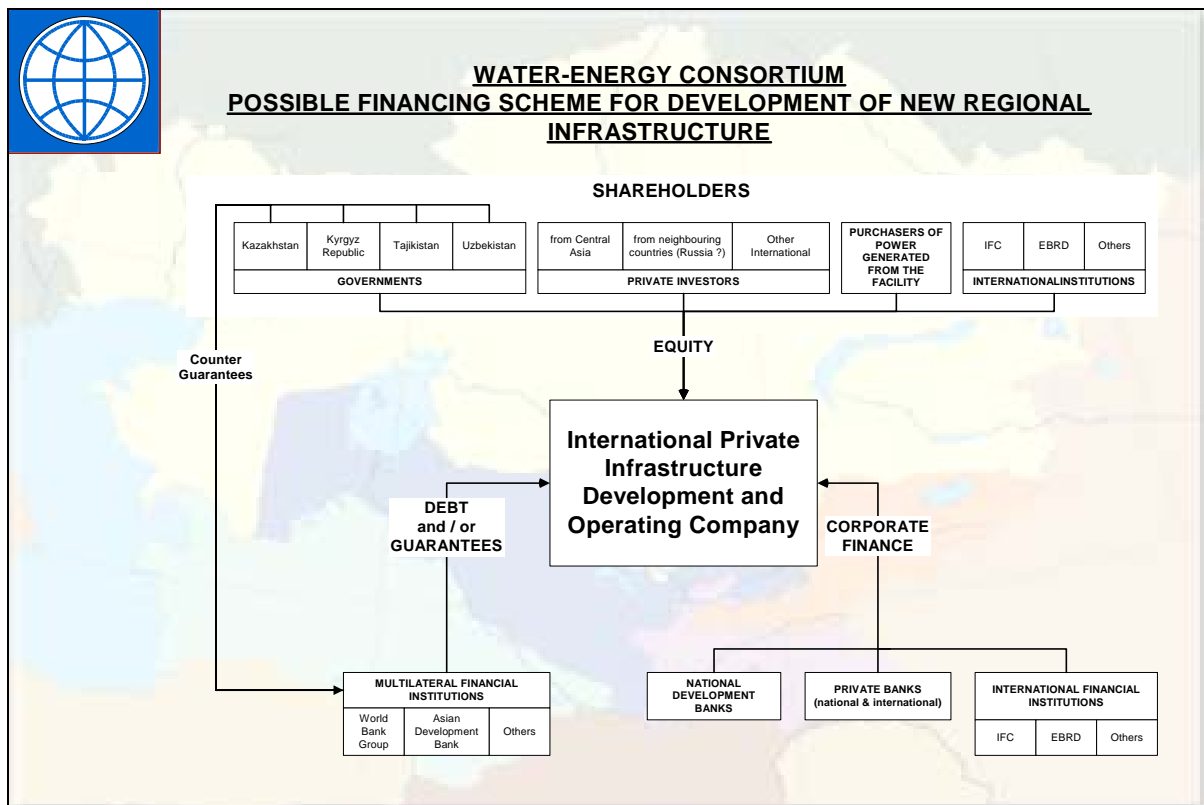 WATER-ENERGY CONSORTIUM
POSSIBLE FINANCING SCHEME FOR DEVELOPMENT OF NEW REGIONAL
INFRASTRUCTURE
SHAREHOLDERS
Kazakhstan
Kyrgyz
Republic
Tajikistan
Uzbekistan
GOVERNMENTS
from Central
Asia
from neighbouring
countries (Russia ?)
Other
International
PRIVATE INVESTORS
PURCHASERS OF
POWER
GENERATED
FROM THE
FACILITY
IFC
EBRD
Others
INTERNATIONALINSTITUTIONS
Counter
Guarantees
EQUITY
International Private
Infrastructure
Development and
Operating Company
DEBT
and / or
GUARANTEES
CORPORATE
FINANCE
MULTILATERAL FINANCIAL
INSTITUTIONS
World
Bank
Group
Asian
Development
Bank
Others
NATIONAL
DEVELOPMENT
BANKS
PRIVATE BANKS
(national & international)
INTERNATIONAL FINANCIAL
INSTITUTIONS
IFC
EBRD
Others